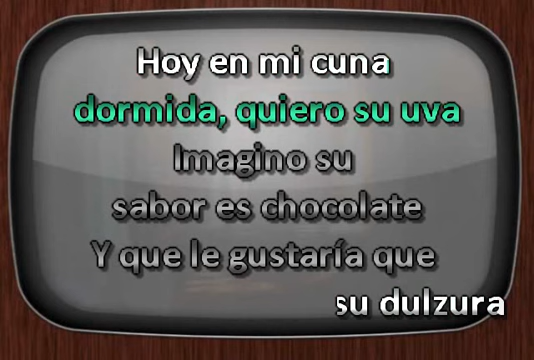 Hoy en mi cuna
dormida, quiero su uva
Imagino su
sabor es chocolate
Y que le gustaría que
su dulzura